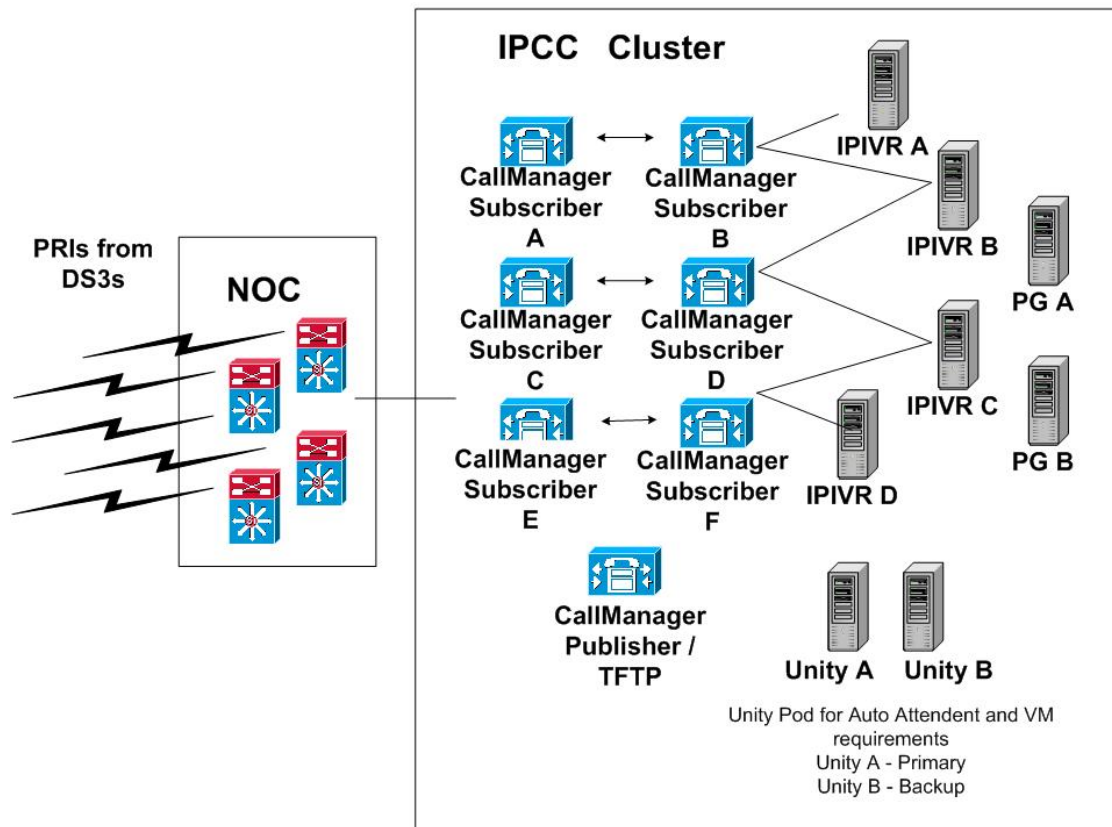 IPCC Cluster
IPIVR A
CallManager
Subscriber
A
CallManager
Subscriber
B
IPIVR B
PG A
PRIs from
DS3s
NOC
CallManager
Subscriber
C
CallManager
Subscriber
D
IPIVR C
PG B
CallManager
Subscriber
E
CallManager
Subscriber
F
IPIVR D
CallManager
Publisher /
TFTP
Unity A
Unity B
Unity Pod for Auto Attendent and VM
requirements
Unity A - Primary
Unity B - Backup